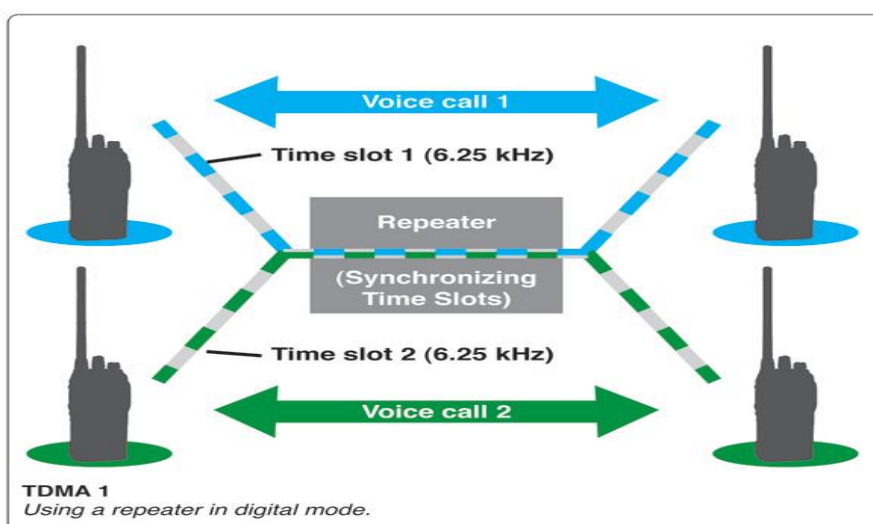 Voice call 1
Time slot 1 (6.25 kHz)
Repeater
(Synchronizing
Time Slots)
Time slot 2 (6.25 kHz)
Voice call 2
TDMA 1
Using a repeater in digital mode.